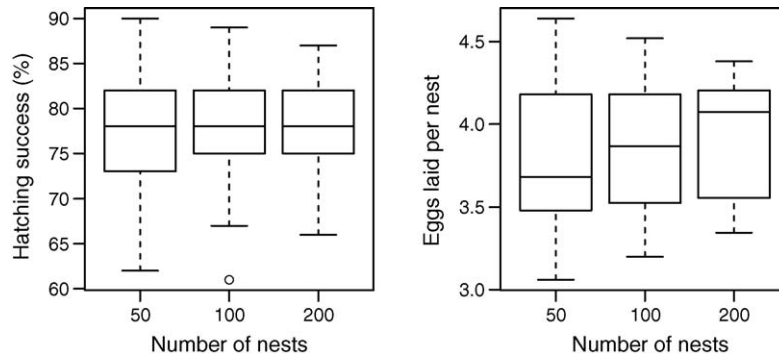 Hatching success (%)
90
85
80
75
70
65
60
50 100 200
Number of nests
Eggs laid per nest
4.5
4.0
3.5
3.0
50 100 200
Number of nests